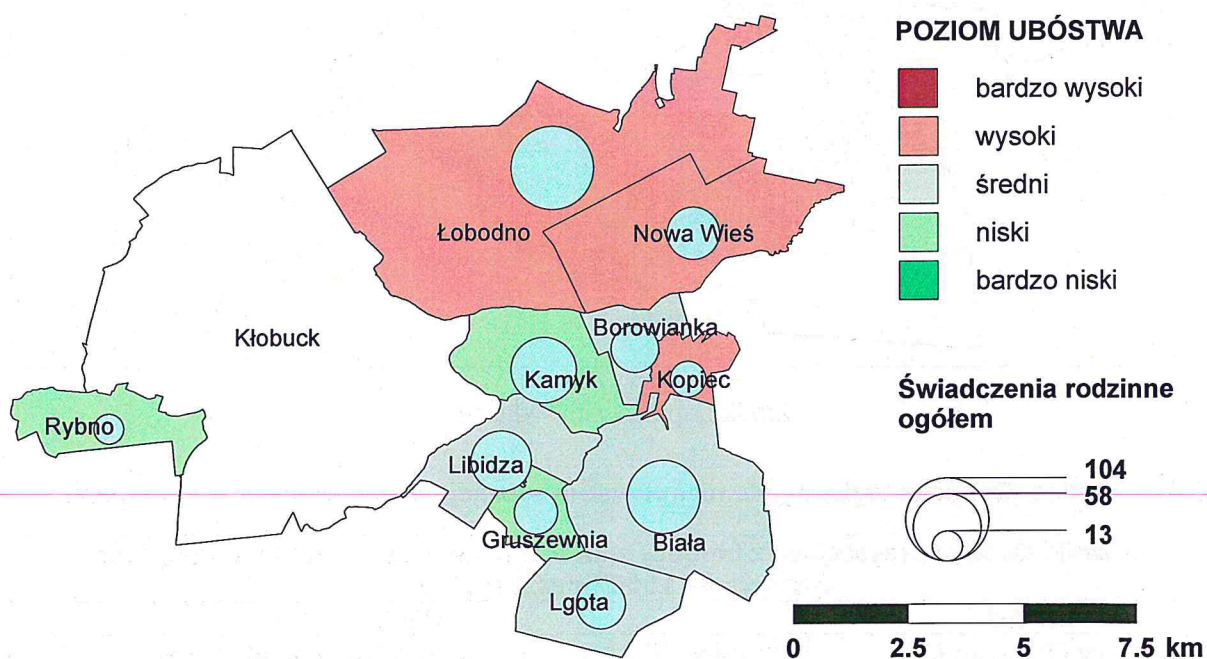 POZIOM UBÓSTWA
bardzo wysoki
wysoki
średni
niski
bardzo niski
Łobodno
Nowa Wieś
Borowianka
Kłobuck
Kamyk
Kopiec
Rybno
Libidza
Gruszewnia
Biała
Lgota
Świadczenia rodzinne
ogółem
104
58
13
0 2.5 5 7.5 km